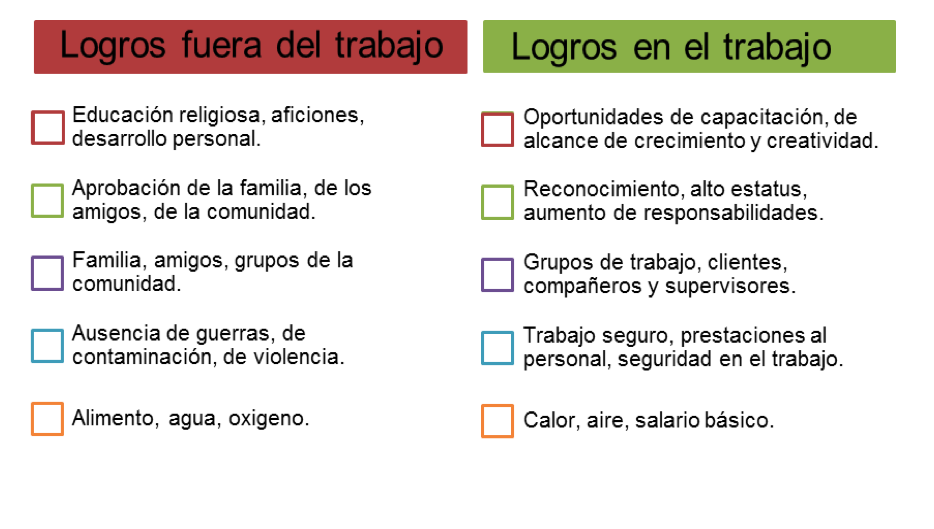 Logros fuera del trabajo
Educación religiosa, aficiones,
desarrollo personal.
Aprobación de la familia, de los
amigos, de la comunidad.
Familia, amigos, grupos de la
comunidad.
Ausencia de guerras, de
contaminación, de violencia.
Alimento, agua, oxigeno.
Logros en el trabajo
Oportunidades de capacitación, de
alcance de crecimiento y creatividad.
Reconocimiento, alto estatus,
aumento de responsabilidades.
Grupos de trabajo, clientes,
compañeros y supervisores.
Trabajo seguro, prestaciones al
personal, seguridad en el trabajo.
Calor, aire, salario básico.